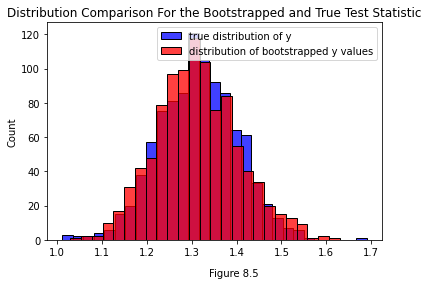 Distribution Comparison For the Bootstrapped and True Test Statistic
true distribution of y
distribution of bootstrapped y values
Count
120
100
80
60
40
20
0
1.0 1.1 1.2 1.3 1.4 1.5 1.6 1.7
Figure 8.5